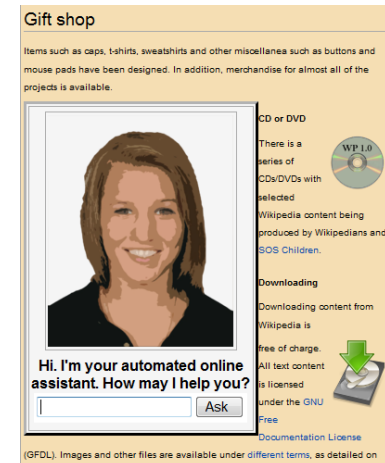 Gift shop
Items such as caps, t-shirts, sweatshirts and other miscellanea such as buttons and
mouse pads have been designed. In addition, merchandise for almost all of the
projects is available.
CD or DVD
There is a
series of
CDs/DVDs with
selected
Wikipedia content being
produced by Wikipedians and
SOS Children.
WP 1.0
Downloading
Downloading content from
Wikipedia is
free of charge.
All text content
is licensed
under the GNU
Free
Documentation License
Hi. I'm your automated online
assistant. How may I help you?
Ask
(GFDL). Images and other files are available under different terms, as detailed on